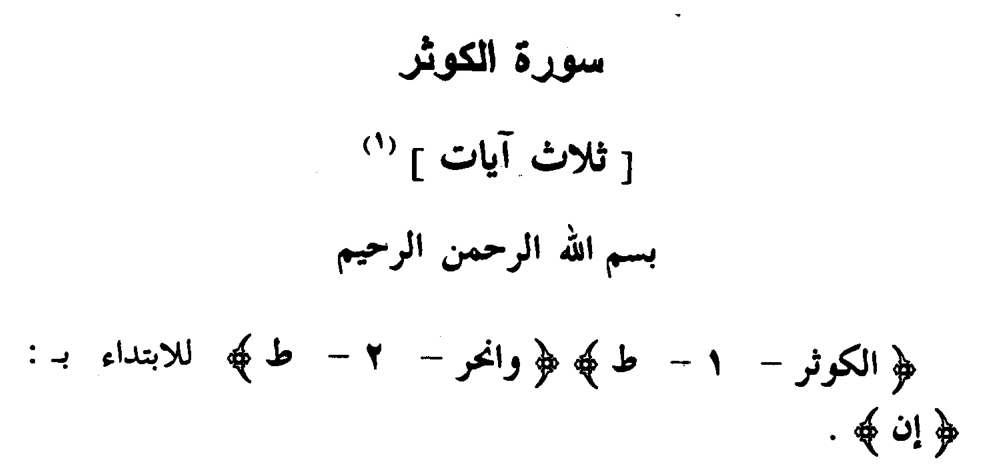 سورة الكوثر
[ ثلاث آيات ] (١)
بسم الله الرحمن الرحيم
﴿ الكوثر – ١ – ط ﴾ ﴿ وانحر – ٢ – ط ﴾ للابتداء بـ :
﴿ إن ﴾ .